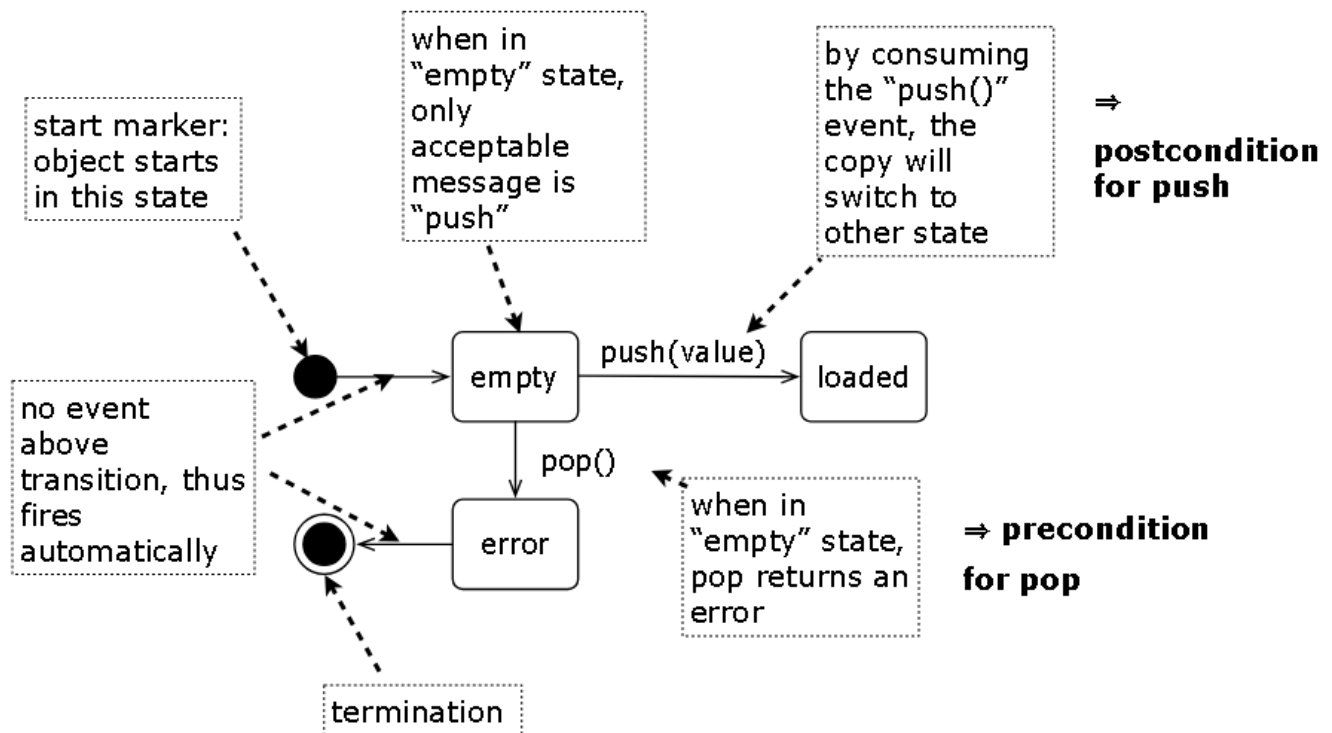 when in
“empty” state,
only
acceptable
message is
“push”
by consuming
the “push()”
event, the
copy will
switch to
other state
⇒
postcondition
for push
start marker:
object starts
in this state
push(value)
empty
loaded
no event
above
transition, thus
fires
automatically
pop()
error
when in
“empty” state,
pop returns an
error
⇒ precondition
for pop
termination